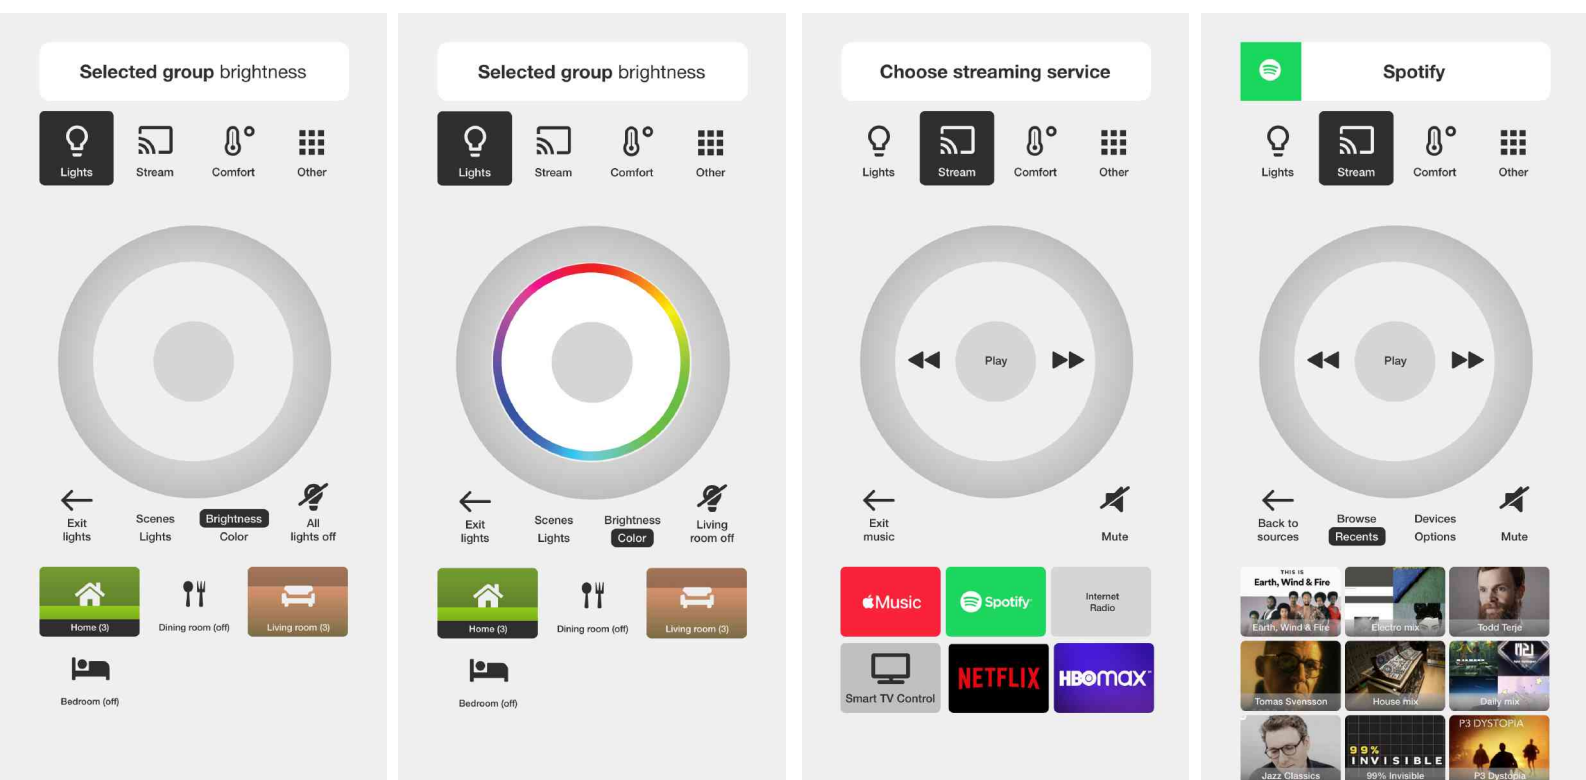 Selected group brightness
Lights
Stream
Comfort
Other
Exit
lights
Scenes
Lights
Brightness
Color
All
lights off
Home (3)
Dining room (off)
Living room (3)
Bedroom (off)
Selected group brightness
Lights
Stream
Comfort
Other
Exit
lights
Scenes
Lights
Brightness
Color
Living
room off
Home (3)
Dining room (off)
Living room (3)
Bedroom (off)
Choose streaming service
Lights
Stream
Comfort
Other
Play
Exit
music
Mute
Music
Spotify
Internet
Radio
Smart TV Control
NETFLIX
HBOMAX
Spotify
Lights
Stream
Comfort
Other
Play
Back to
sources
Browse
Recents
Devices
Options
Mute
THIS IS
Earth, Wind & Fire
Earth, Wind & Fire
Electro mix
Todd Terje
Tomas Svensson
House mix
Daily mix
Jazz Classics
99%
INVISIBLE
99% Invisible
P3 DYSTOPIA
P3 Dystopia